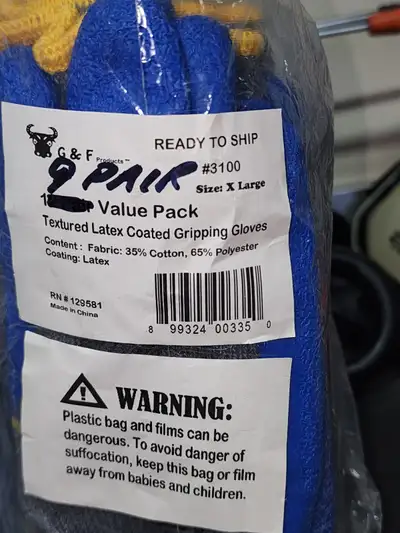 G & F
Products™
READY TO SHIP
9 PAIR
#3100
Size: X Large
Value Pack
Textured Latex Coated Gripping Gloves
Content : Fabric: 35% Cotton, 65% Polyester
Coating: Latex
RN # 129581
Made in China
8 99324 00335 0
WARNING:
Plastic bag and films can be
dangerous. To avoid danger of
suffocation, keep this bag or film
away from babies and children.